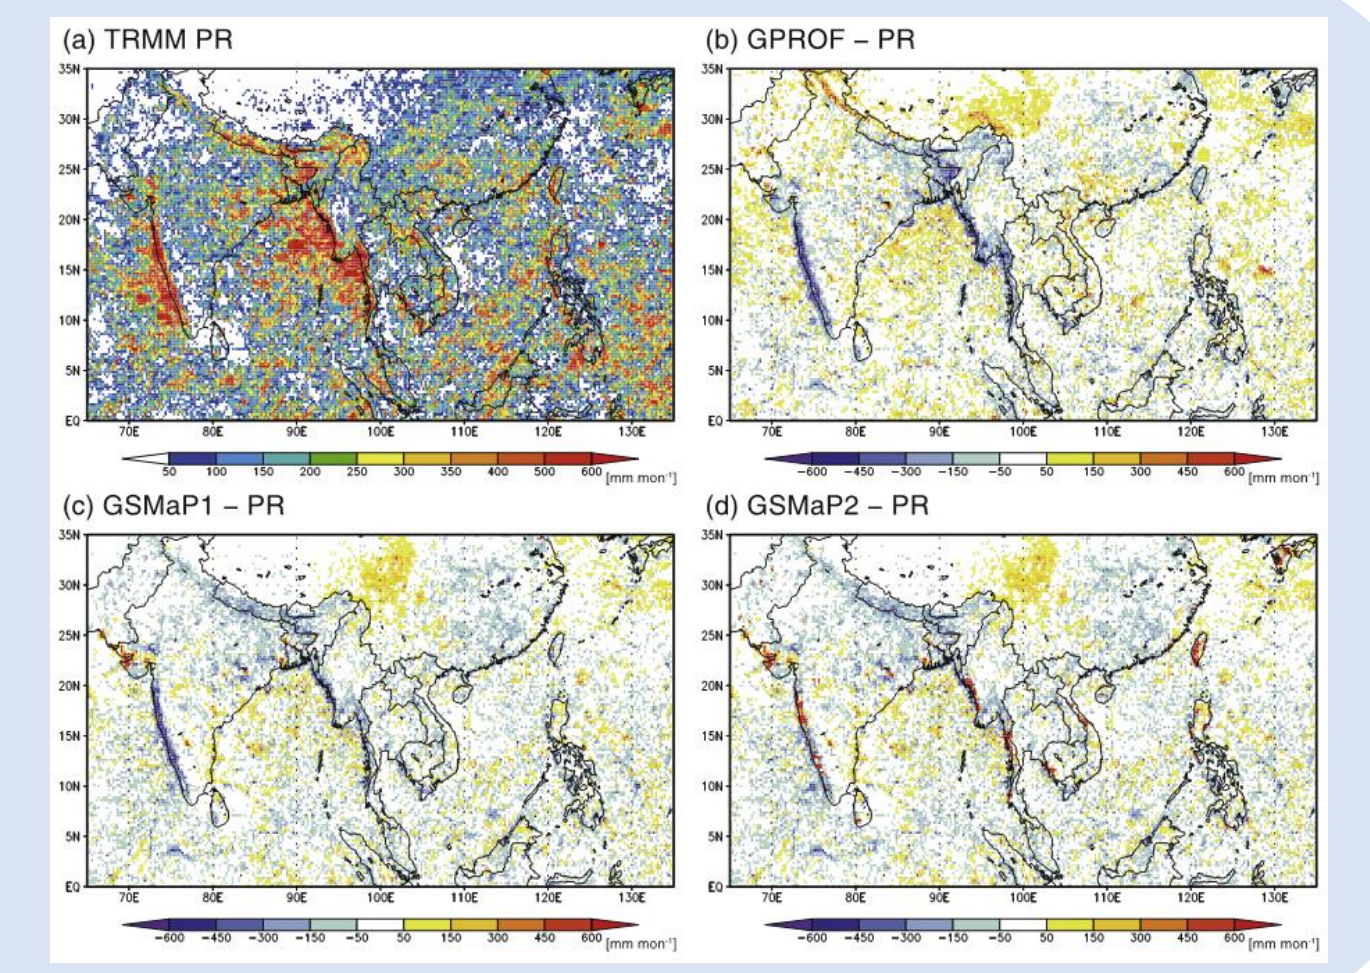 (a) TRMM PR
(b) GPROF – PR
35N
30N
25N
20N
15N
10N
5N
EQ
70E 80E 90E 100E 110E 120E 130E
50 100 150 200 250 300 350 400 500 600 [mm mon⁻¹]
35N
30N
25N
20N
15N
10N
5N
EQ
70E 80E 90E 100E 110E 120E 130E
−600 −450 −300 −150 −50 50 150 300 450 600 [mm mon⁻¹]
(c) GSMaP1 – PR
(d) GSMaP2 – PR
35N
30N
25N
20N
15N
10N
5N
EQ
70E 80E 90E 100E 110E 120E 130E
−600 −450 −300 −150 −50 50 150 300 450 600 [mm mon⁻¹]
35N
30N
25N
20N
15N
10N
5N
EQ
70E 80E 90E 100E 110E 120E 130E
−600 −450 −300 −150 −50 50 150 300 450 600 [mm mon⁻¹]